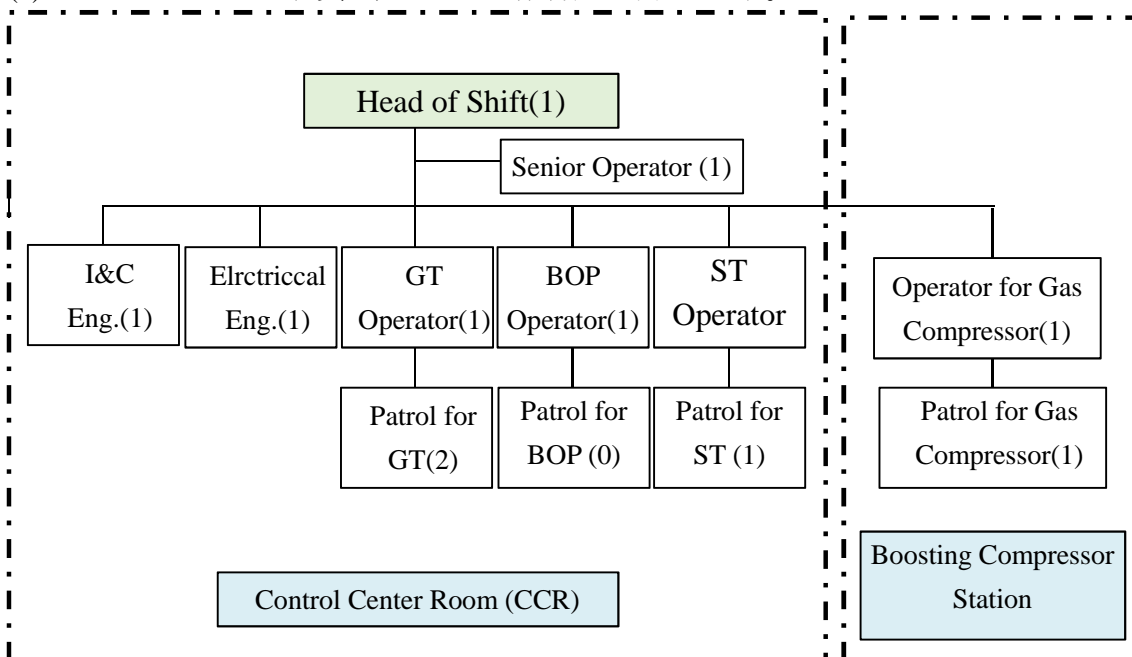 Head of Shift(1)
Senior Operator (1)
I&C
Eng.(1)
Elrctriccal
Eng.(1)
GT
Operator(1)
BOP
Operator(1)
ST
Operator
Operator for Gas
Compressor(1)
Patrol for
GT(2)
Patrol for
BOP (0)
Patrol for
ST (1)
Patrol for Gas
Compressor(1)
Control Center Room (CCR)
Boosting Compressor
Station